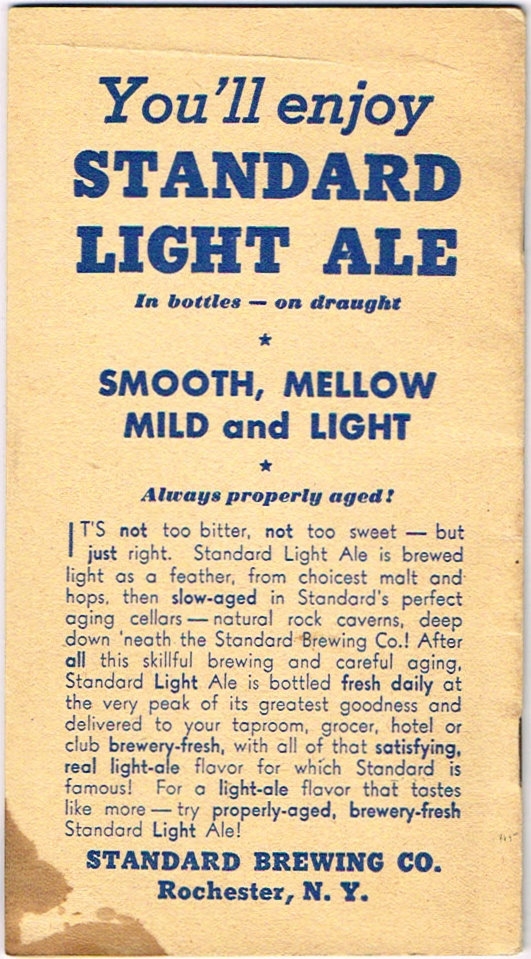 You'll enjoy
STANDARD
LIGHT ALE
In bottles — on draught
★
SMOOTH, MELLOW
MILD and LIGHT
★
Always properly aged!
IT'S not too bitter, not too sweet — but
just right. Standard Light Ale is brewed
light as a feather, from choicest malt and
hops, then slow-aged in Standard's perfect
aging cellars — natural rock caverns, deep
down 'neath the Standard Brewing Co.! After
all this skillful brewing and careful aging,
Standard Light Ale is bottled fresh daily at
the very peak of its greatest goodness and
delivered to your taproom, grocer, hotel or
club brewery-fresh, with all of that satisfying,
real light-ale flavor for which Standard is
famous! For a light-ale flavor that tastes
like more — try properly-aged, brewery-fresh
Standard Light Ale!
STANDARD BREWING CO.
Rochester, N. Y.